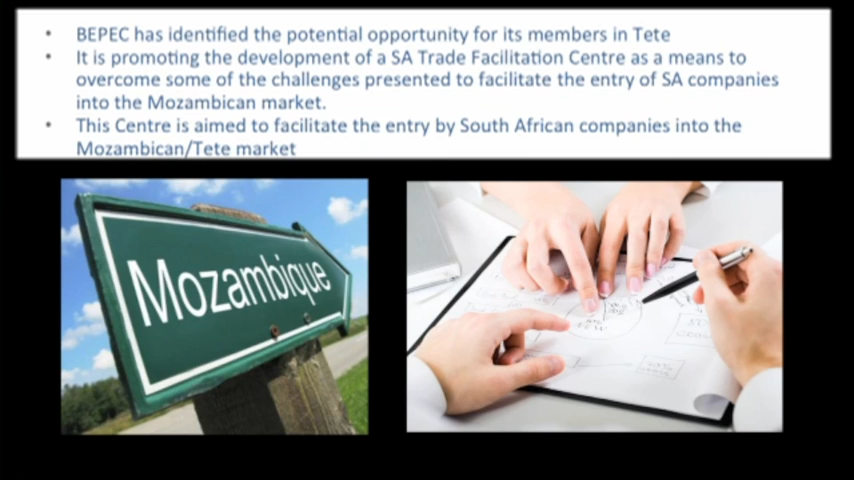 • BEPEC has identified the potential opportunity for its members in Tete
• It is promoting the development of a SA Trade Facilitation Centre as a means to
overcome some of the challenges presented to facilitate the entry of SA companies
into the Mozambican market.
• This Centre is aimed to facilitate the entry by South African companies into the
Mozambican/Tete market
Mozambique